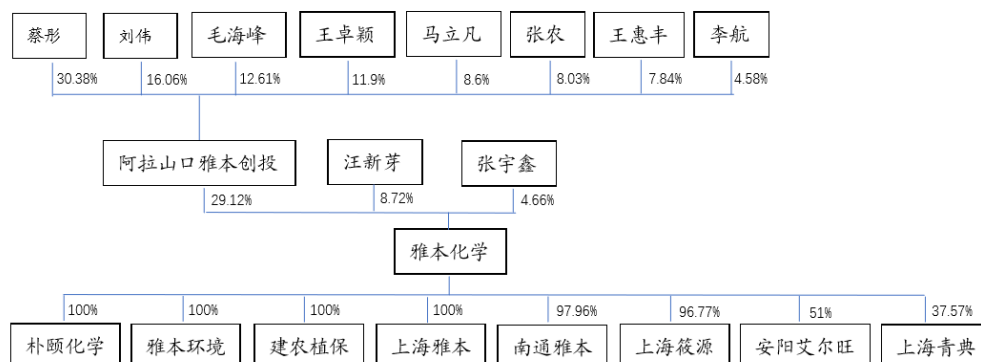 蔡彤 刘伟 毛海峰 王卓颖 马立凡 张农 王惠丰 李航
30.38% 16.06% 12.61% 11.9% 8.6% 8.03% 7.84% 4.58%
阿拉山口雅本创投 汪新芽 张宇鑫
29.12% 8.72% 4.66%
雅本化学
100% 100% 100% 100% 97.96% 96.77% 51% 37.57%
朴颐化学 雅本环境 建农植保 上海雅本 南通雅本 上海筱源 安阳艾尔旺 上海青典